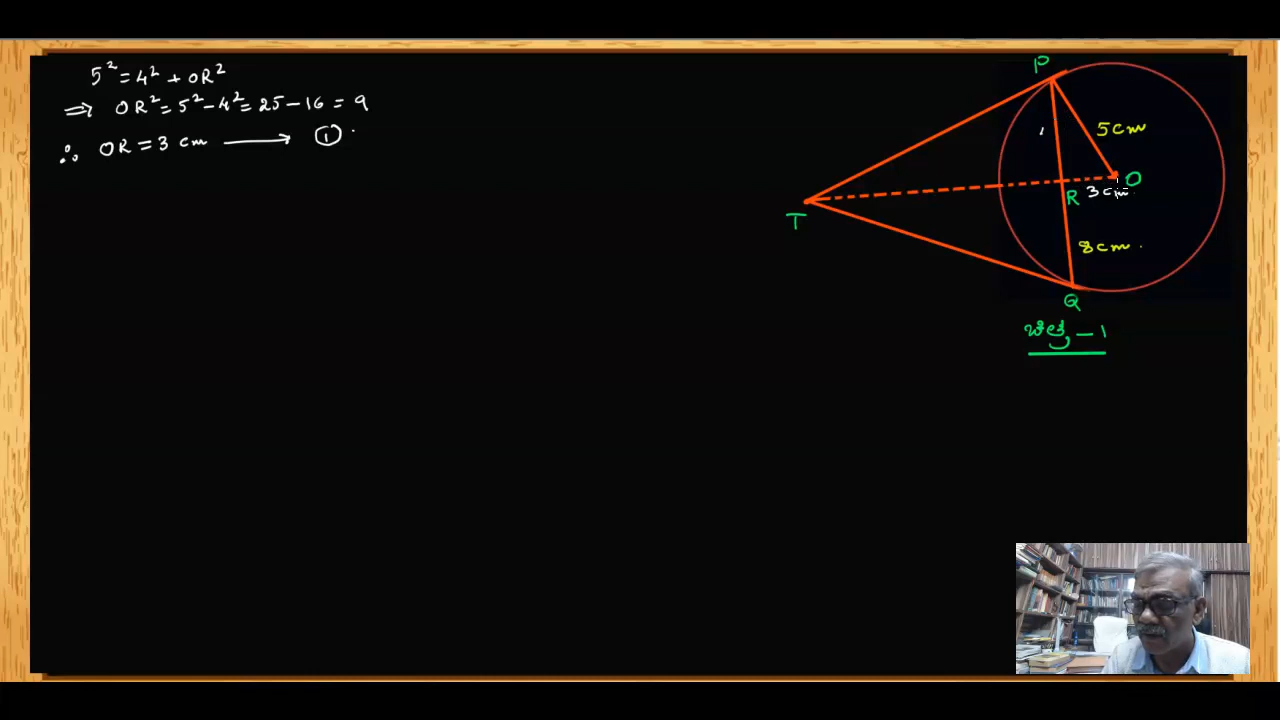 5² = 4² + OR²
⇒ OR² = 5² - 4² = 25 - 16 = 9
∴ OR = 3 cm → ①
P
5cm
O
R 3cm
T
8cm
Q
ಚಿತ್ರ - 1